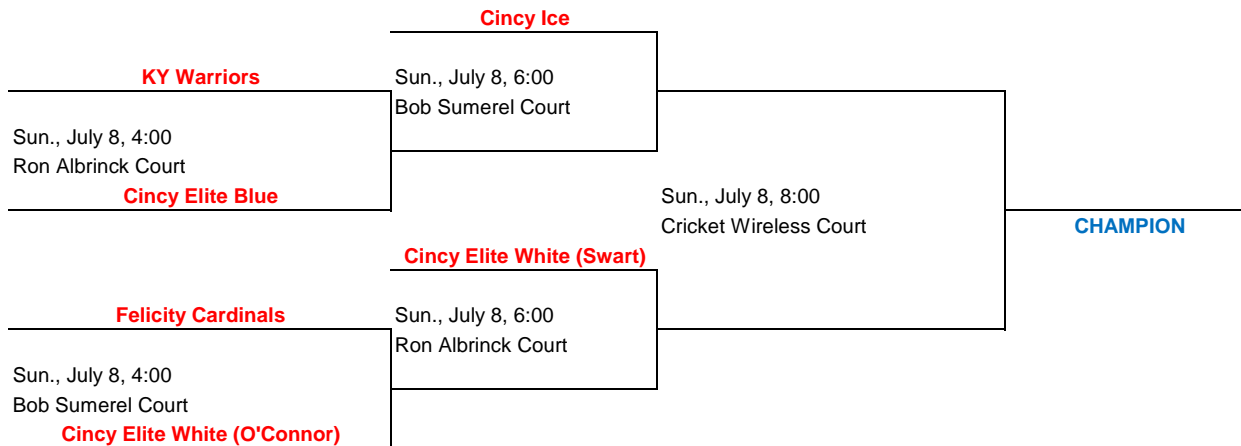 Cincy Ice
KY Warriors
Sun., July 8, 6:00
Bob Sumerel Court
Sun., July 8, 4:00
Ron Albrinck Court
Cincy Elite Blue
Sun., July 8, 8:00
Cricket Wireless Court
CHAMPION
Cincy Elite White (Swart)
Felicity Cardinals
Sun., July 8, 6:00
Ron Albrinck Court
Sun., July 8, 4:00
Bob Sumerel Court
Cincy Elite White (O'Connor)